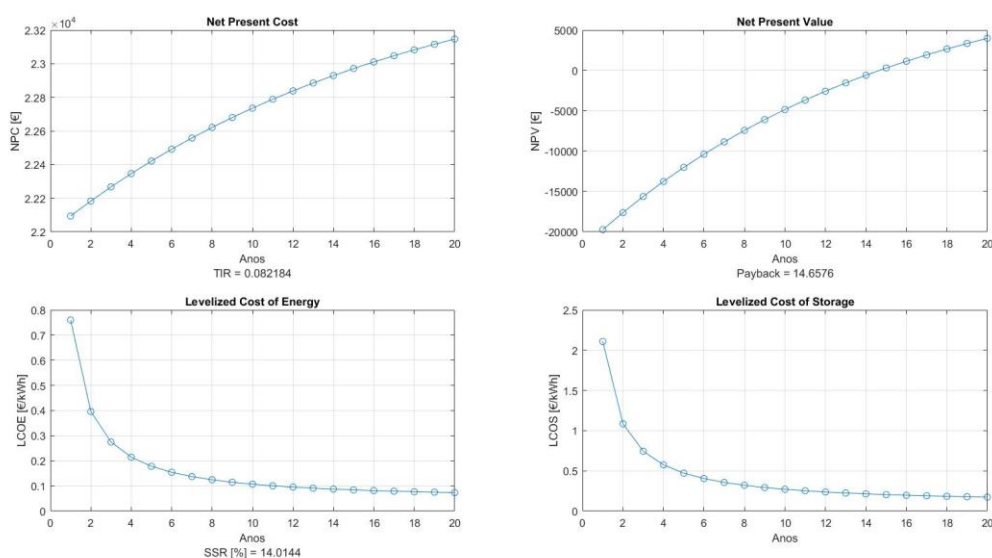 Net Present Cost
×10⁴
2.32
2.3
2.28
2.26
2.24
2.22
2.2
NPC [€]
0 2 4 6 8 10 12 14 16 18 20
Anos
TIR = 0.082184
Net Present Value
5000
0
-5000
-10000
-15000
-20000
NPV [€]
0 2 4 6 8 10 12 14 16 18 20
Anos
Payback = 14.6576
Levelized Cost of Energy
0.8
0.7
0.6
0.5
0.4
0.3
0.2
0.1
0
LCOE [€/kWh]
0 2 4 6 8 10 12 14 16 18 20
Anos
SSR [%] = 14.0144
Levelized Cost of Storage
2.5
2
1.5
1
0.5
0
LCOS [€/kWh]
0 2 4 6 8 10 12 14 16 18 20
Anos